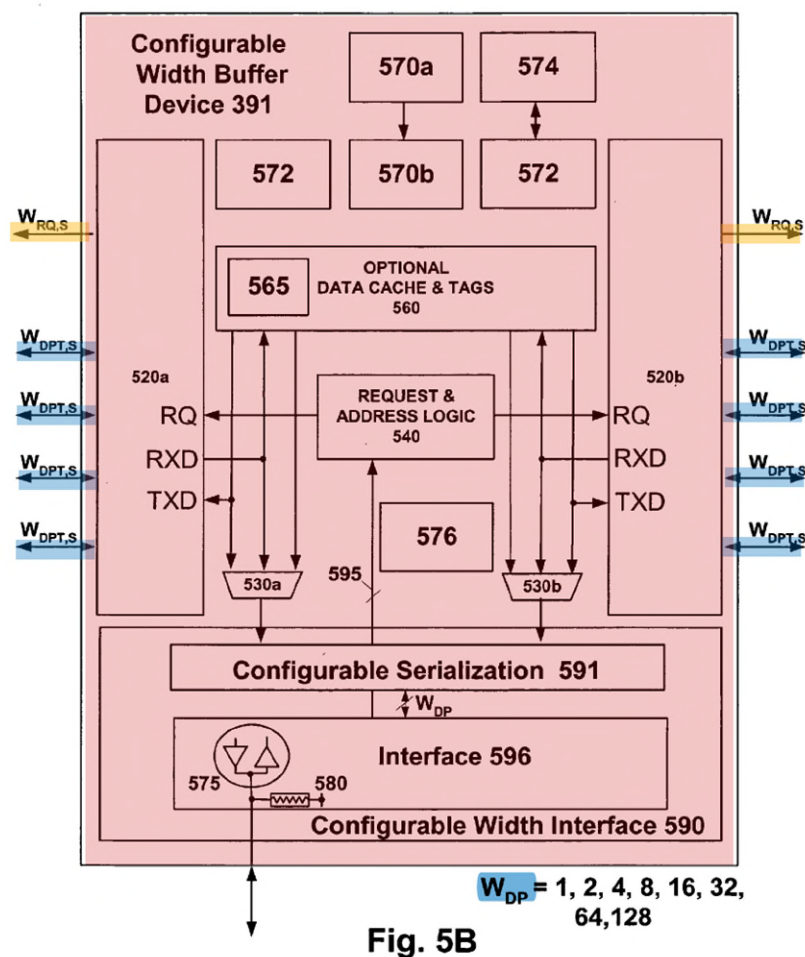 Configurable
Width Buffer
Device 391
570a
574
572
570b
572
W_RQ,S
W_RQ,S
565
OPTIONAL
DATA CACHE & TAGS
560
W_DPT,S
W_DPT,S
520a
520b
REQUEST &
ADDRESS LOGIC
540
W_DPT,S
W_DPT,S
RQ
RQ
RXD
RXD
W_DPT,S
W_DPT,S
TXD
TXD
W_DPT,S
W_DPT,S
576
595
530a
530b
Configurable Serialization 591
W_DP
Interface 596
575
580
Configurable Width Interface 590
W_DP = 1, 2, 4, 8, 16, 32,
64,128
Fig. 5B